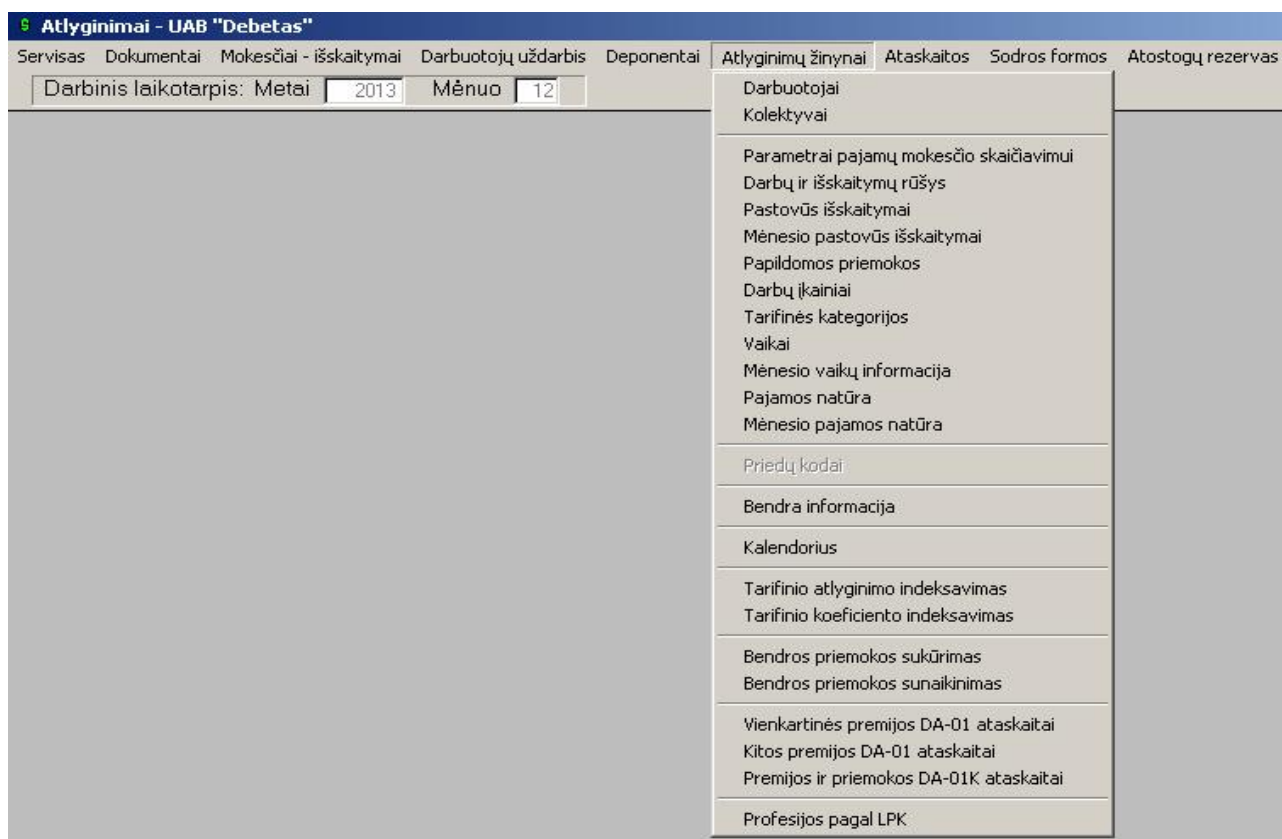 Atlyginimai - UAB "Debetas"
Servisas Dokumentai Mokesčiai - išskaitymai Darbuotojų uždarbis Deponentai Atlyginimų žinynai Ataskaitos Sodros formos Atostogų rezervas
Darbinis laikotarpis: Metai 2013 Mėnuo 12
Darbuotojai
Kolektyvai
Parametrai pajamų mokesčio skaičiavimui
Darbų ir išskaitymų rūšys
Pastovūs išskaitymai
Mėnesio pastovūs išskaitymai
Papildomos priemokos
Darbų įkainiai
Tarifinės kategorijos
Vaikai
Mėnesio vaikų informacija
Pajamos natūra
Mėnesio pajamos natūra
Priedų kodai
Bendra informacija
Kalendorius
Tarifinio atlyginimo indeksavimas
Tarifinio koeficiento indeksavimas
Bendros priemokos sukūrimas
Bendros priemokos sunaikinimas
Vienkartinės premijos DA-01 ataskaitai
Kitos premijos DA-01 ataskaitai
Premijos ir priemokos DA-01K ataskaitai
Profesijos pagal LPK